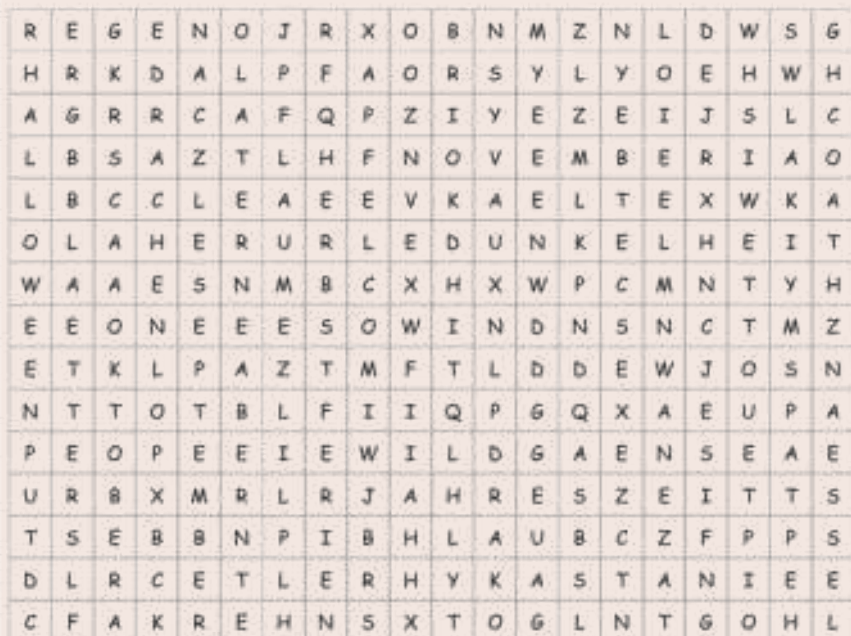 R E G E N O J R X O B N M Z N L D W S G
H R K D A L P F A O R S Y L Y O E H W H
A G R R C A F Q P Z I Y E Z E I J S L C
L B S A Z T L H F N O V E M B E R I A O
L B C C L E A E E V K A E L T E X W K A
O L A H E R U R L E D U N K E L H E I T
W A A E S N M B C X H X W P C M N T Y H
E E O N E E E S O W I N D N S N C T M Z
E T K L P A Z T M F T L D D E W J O S N
N T T O T B L F I I Q P G Q X A E U P A
P E O P E E I E W I L D G A E N S E A E
U R B X M R L R J A H R E S Z E I T T S
T S E B B N P I B H L A U B C Z F P P S
D L R C E T L E R H Y K A S T A N I E E
C F A K R E H N S X T O G L N T G O H L